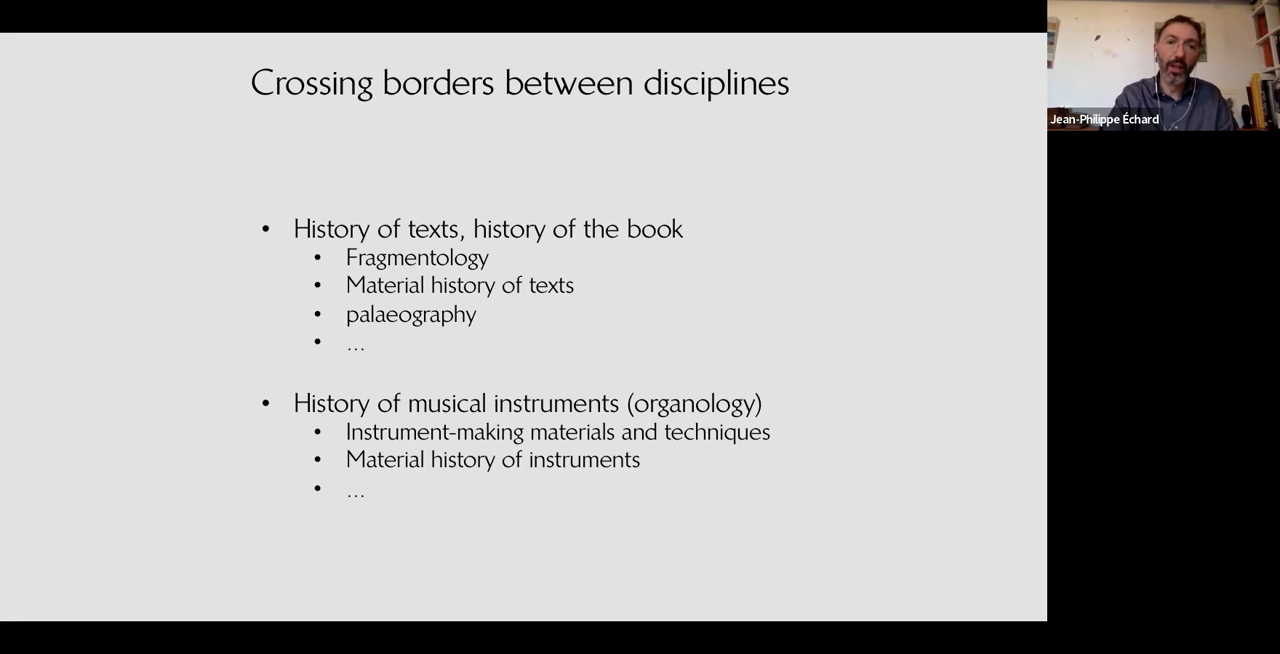 Crossing borders between disciplines
Jean-Philippe Échard
• History of texts, history of the book
• Fragmentology
• Material history of texts
• palaeography
• ...
• History of musical instruments (organology)
• Instrument-making materials and techniques
• Material history of instruments
• ...